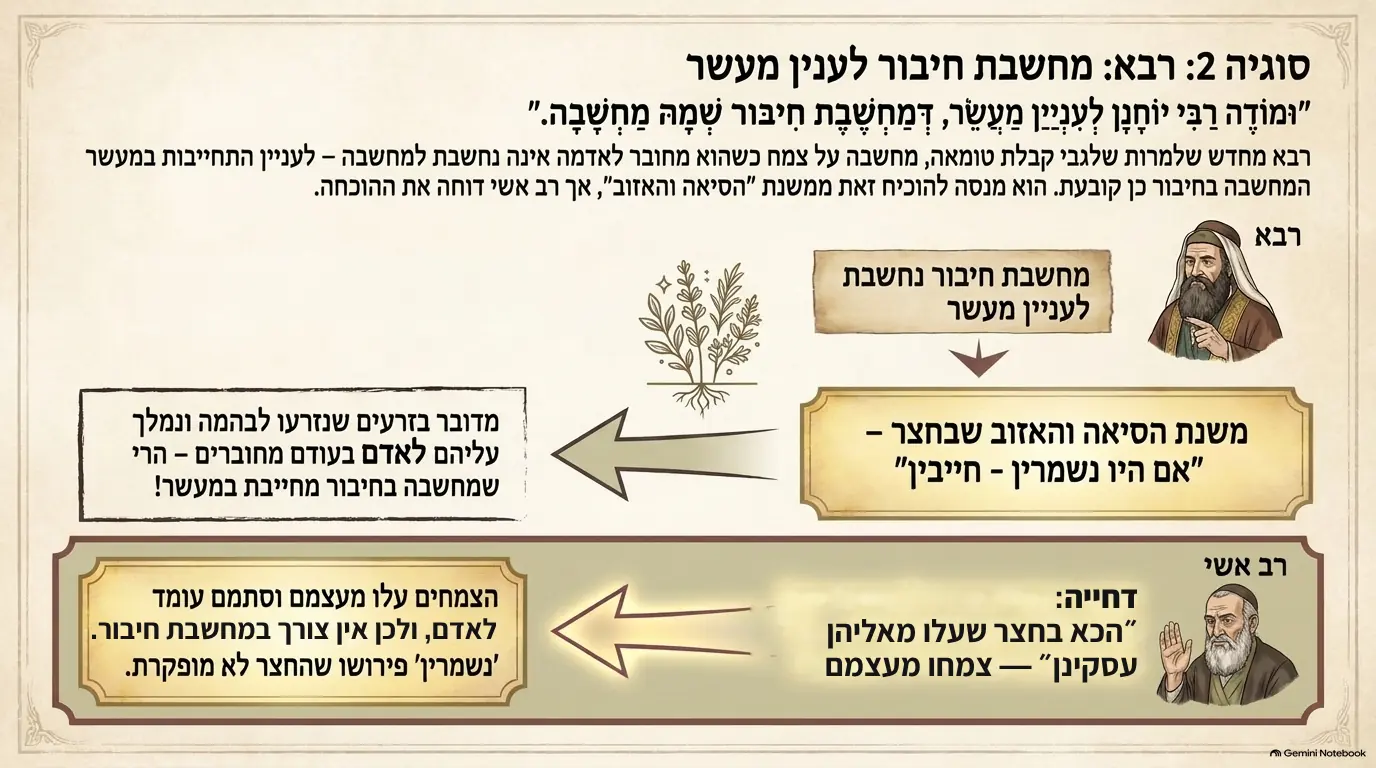 סוגיה 2: רבא: מחשבת חיבור לענין מעשר
"וּמוֹדֶה רַבִּי יוֹחָנָן לְעִנְיַיַן מַעֲשֵׂר, דְּמַחְשֶׁבֶת חִיבּוּר שְׁמָהּ מַחְשָׁבָה."
רבא מחדש שלמרות שלגבי קבלת טומאה, מחשבה על צמח כשהוא מחובר לאדמה אינה נחשבת למחשבה – לעניין התחייבות במעשר
המחשבה בחיבור כן קובעת. הוא מנסה להוכיח זאת ממשנת "הסיאה והאזוב", אך רב אשי דוחה את ההוכחה.
רבא
מחשבת חיבור נחשבת
לעניין מעשר
משנת הסיאה והאזוב שבחצר –
"אם היו נשמרין - חייבין"
מדובר בזרעים שנזרעו לבהמה ונמלך
עליהם לאדם בעודם מחוברים – הרי
שמחשבה בחיבור מחייבת במעשר!
רב אשי
דחייה:
"הכא בחצר שעלו מאליהן
עסקינן" — צמחו מעצמם
הצמחים עלו מעצמם וסתמם עומד
לאדם, ולכן אין צורך במחשבת חיבור.
'נשמרין' פירושו שהחצר לא מופקרת.
Gemini Notebook